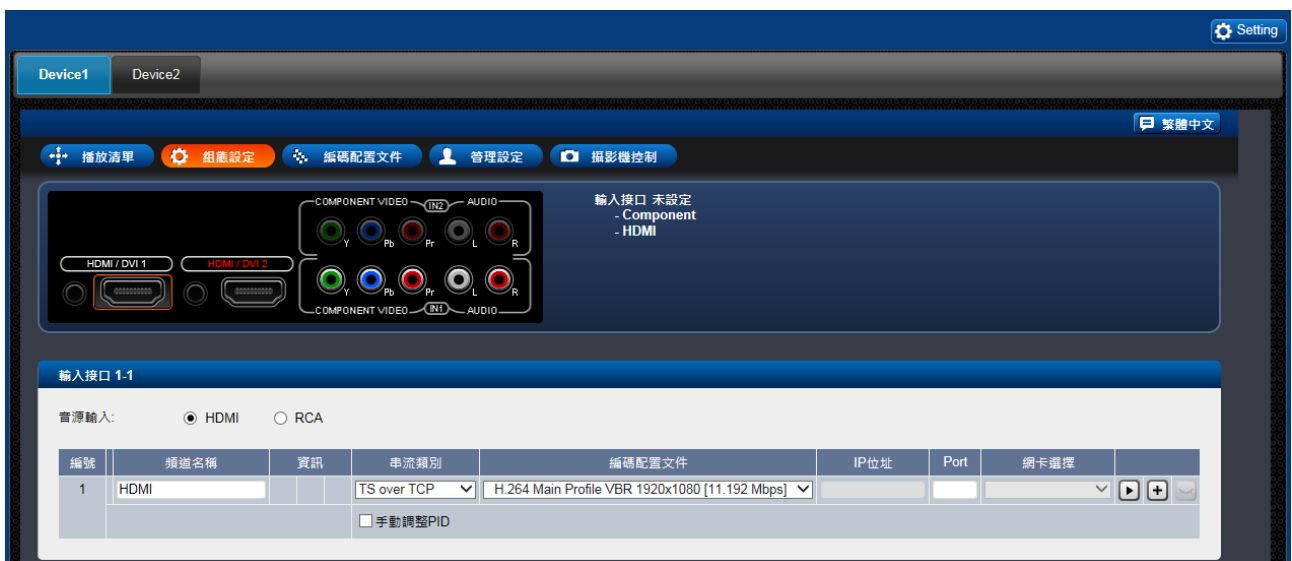 Setting
Device1 Device2
繁體中文
播放清單 組態設定 編碼配置文件 管理設定 攝影機控制
COMPONENT VIDEO IN2 AUDIO
Y Pb Pr L R
HDMI / DVI 1 HDMI / DVI 2
Y Pb Pr L R
COMPONENT VIDEO IN1 AUDIO
輸入接口 未設定
- Component
- HDMI
輸入接口 1-1
音源輸入: HDMI RCA
編號 頻道名稱 資訊 串流類別 編碼配置文件 IP位址 Port 網卡選擇
1 HDMI TS over TCP H.264 Main Profile VBR 1920x1080 [11.192 Mbps]
手動調整PID